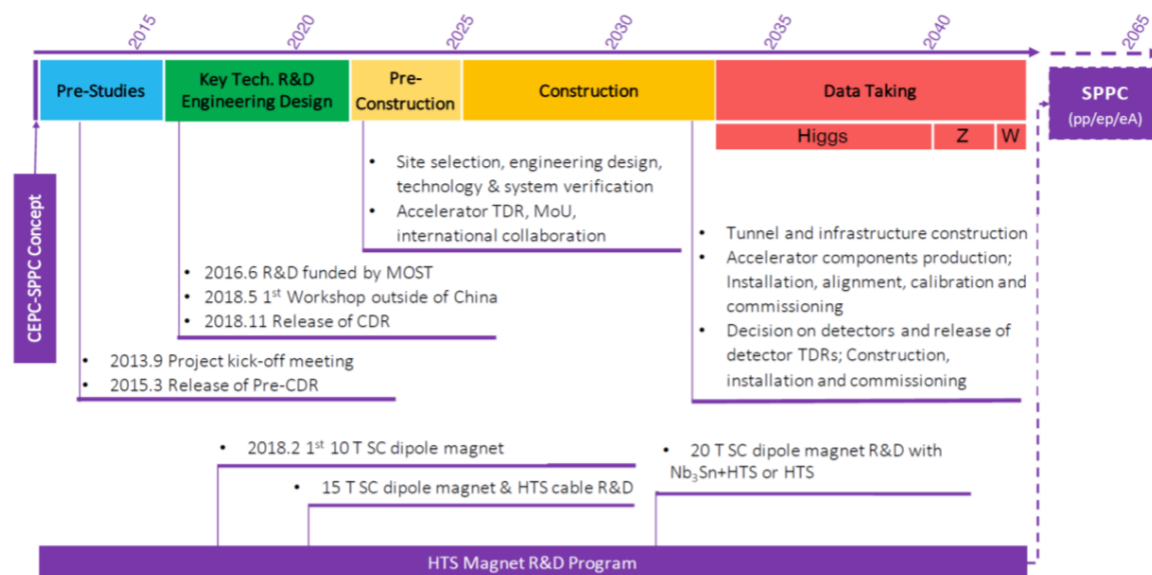 2015
2020
2025
2030
2035
2040
2065
Pre-Studies
Key Tech. R&D
Engineering Design
Pre-
Construction
Construction
Data Taking
SPPC
(pp/ep/eA)
Higgs
Z
W
CEPC-SPPC Concept
• Site selection, engineering design,
technology & system verification
• Accelerator TDR, MoU,
international collaboration
• Tunnel and infrastructure construction
• Accelerator components production;
Installation, alignment, calibration and
commissioning
• Decision on detectors and release of
detector TDRs; Construction,
installation and commissioning
• 2016.6 R&D funded by MOST
• 2018.5 1st Workshop outside of China
• 2018.11 Release of CDR
• 2013.9 Project kick-off meeting
• 2015.3 Release of Pre-CDR
• 2018.2 1st 10 T SC dipole magnet
• 15 T SC dipole magnet & HTS cable R&D
• 20 T SC dipole magnet R&D with
Nb₃Sn+HTS or HTS
HTS Magnet R&D Program